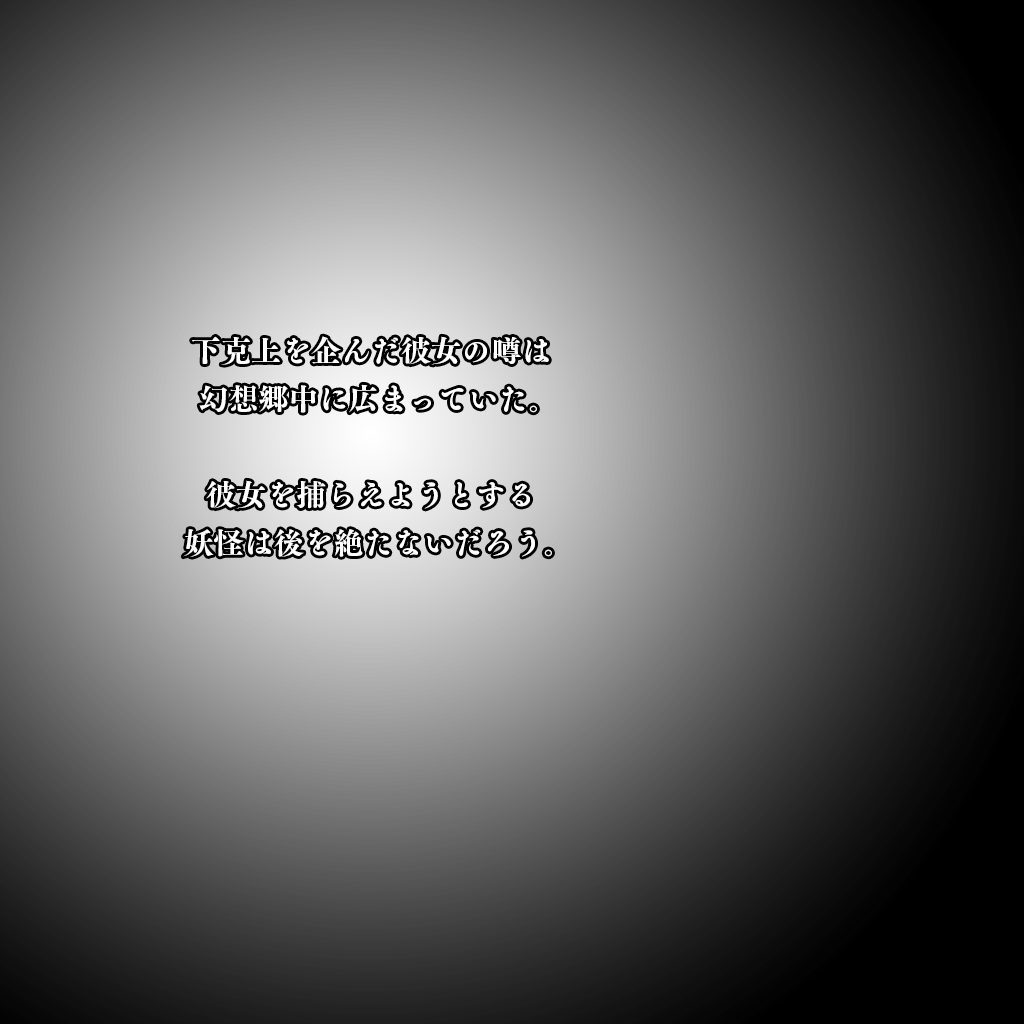 下克上を企んだ彼女の噂は
幻想郷中に広まっていた。
彼女を捕らえようとする
妖怪は後を絶たないだろう。